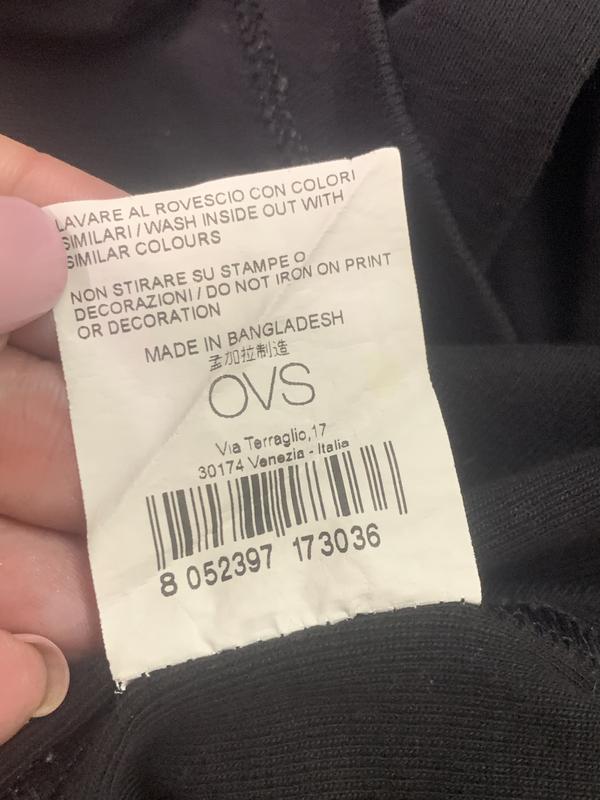 LAVARE AL ROVESCIO CON COLORI
SIMILARI / WASH INSIDE OUT WITH
SIMILAR COLOURS
NON STIRARE SU STAMPE O
DECORAZIONI / DO NOT IRON ON PRINT
OR DECORATION
MADE IN BANGLADESH
孟加拉制造
OVS
Via Terraglio,17
30174 Venezia - Italia
8 052397 173036